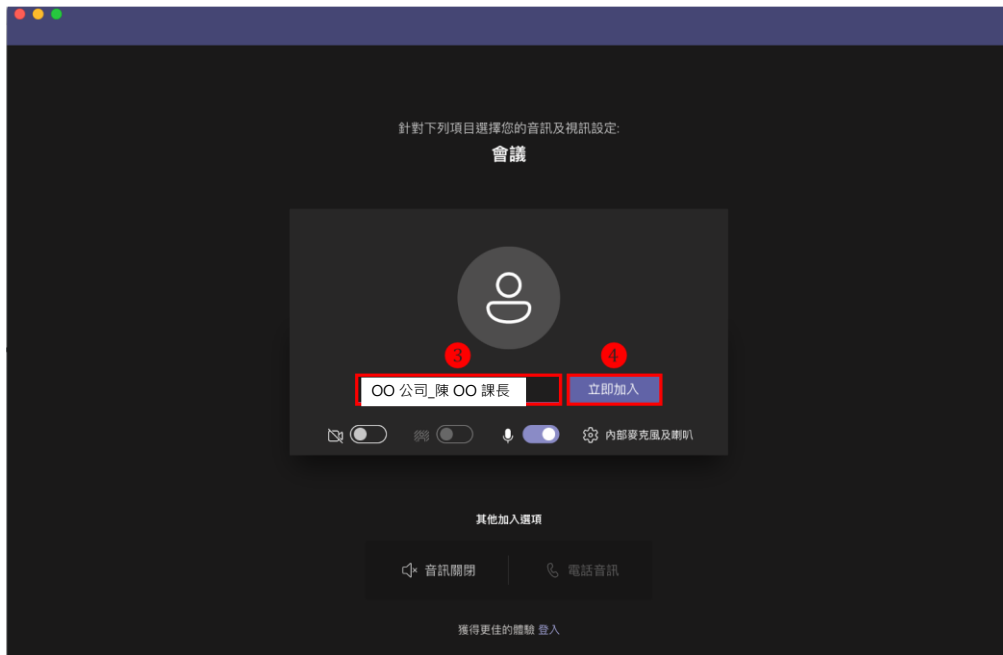 針對下列項目選擇您的音訊及視訊設定:
會議
3
4
OO 公司_陳 OO 課長
立即加入
內部麥克風及喇叭
其他加入選項
音訊關閉
電話音訊
獲得更佳的體驗 登入